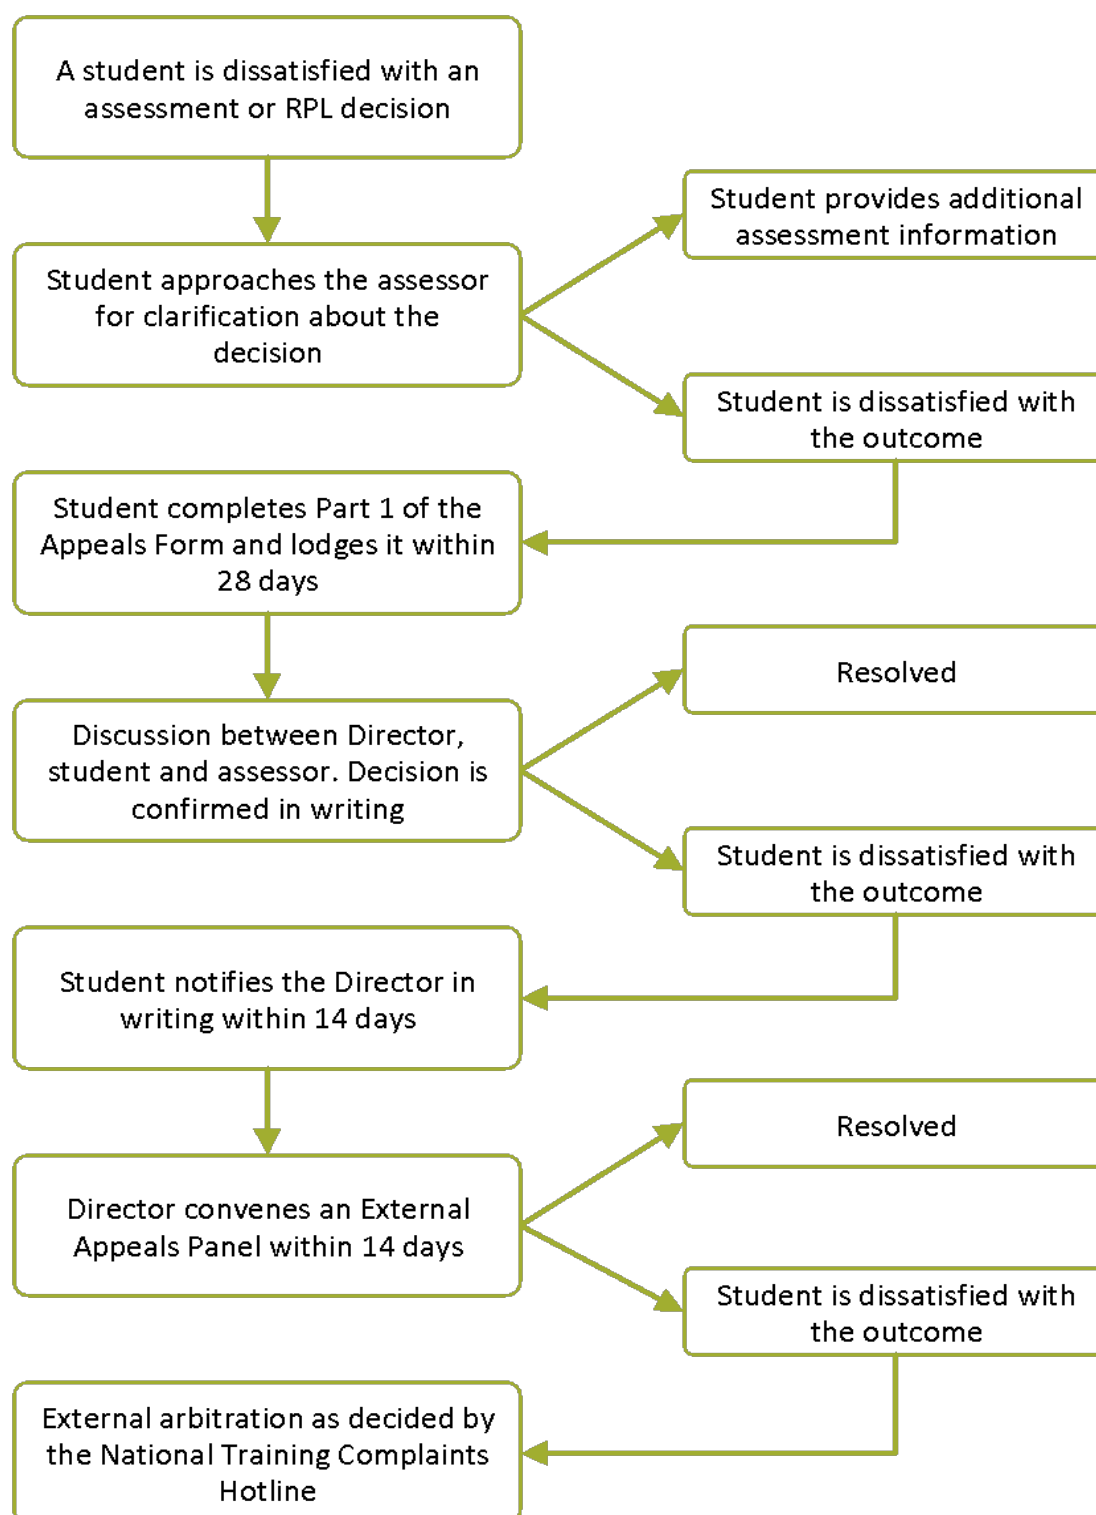 A student is dissatisfied with an
assessment or RPL decision
Student approaches the assessor
for clarification about the
decision
Student provides additional
assessment information
Student is dissatisfied with
the outcome
Student completes Part 1 of the
Appeals Form and lodges it within
28 days
Discussion between Director,
student and assessor. Decision is
confirmed in writing
Resolved
Student is dissatisfied with
the outcome
Student notifies the Director in
writing within 14 days
Director convenes an External
Appeals Panel within 14 days
Resolved
Student is dissatisfied with
the outcome
External arbitration as decided by
the National Training Complaints
Hotline